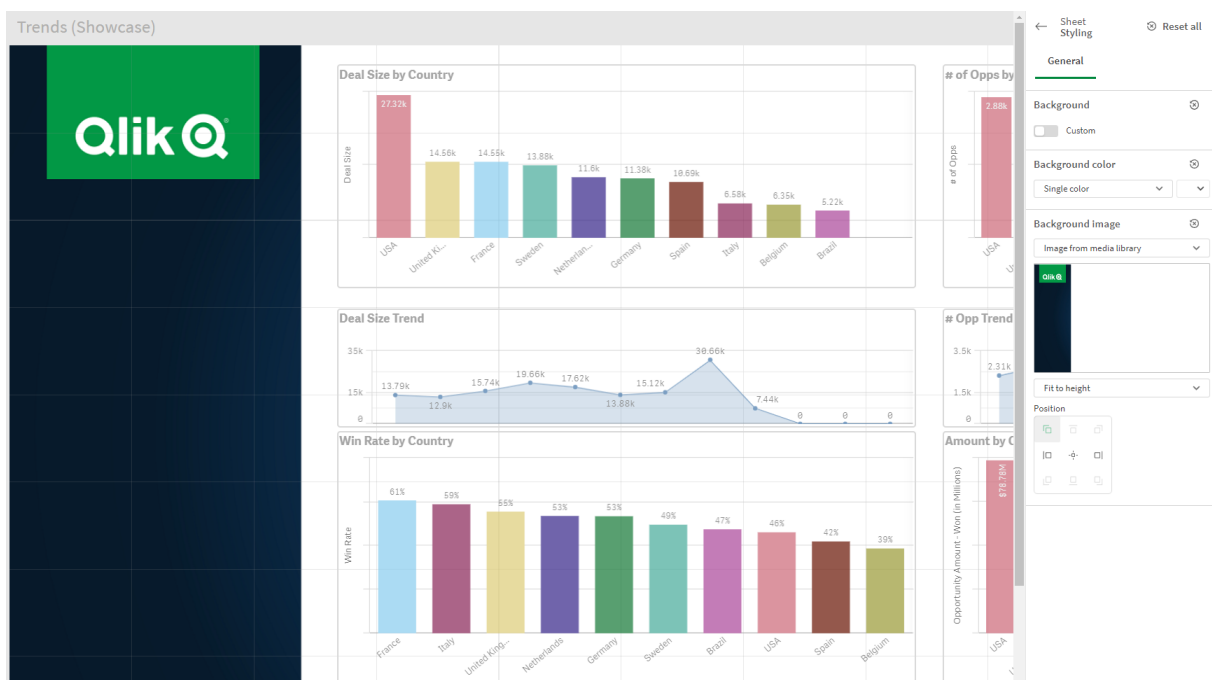 Trends (Showcase)
Qlik
Deal Size by Country
Deal Size
27.32k
14.56k
14.55k
13.88k
11.6k
11.38k
10.69k
6.58k
6.35k
5.22k
USA
United Ki...
France
Sweden
Netherlan...
Germany
Spain
Italy
Belgium
Brazil
# of Opps by
# of Opps
2.88k
USA
Deal Size Trend
35k
15k
0
13.79k
12.9k
15.74k
19.66k
17.62k
13.88k
15.12k
30.66k
7.44k
0
0
0
# Opp Trend
3.5k
1.5k
0
2.31k
Win Rate by Country
Win Rate
61%
59%
55%
53%
53%
49%
47%
46%
42%
39%
France
Italy
United King...
Netherlands
Germany
Sweden
Brazil
USA
Spain
Belgium
Amount by C
Opportunity Amount - Won (in Millions)
$78.78M
USA
Sheet
Styling
Reset all
General
Background
Custom
Background color
Single color
Background image
Image from media library
Qlik
Fit to height
Position